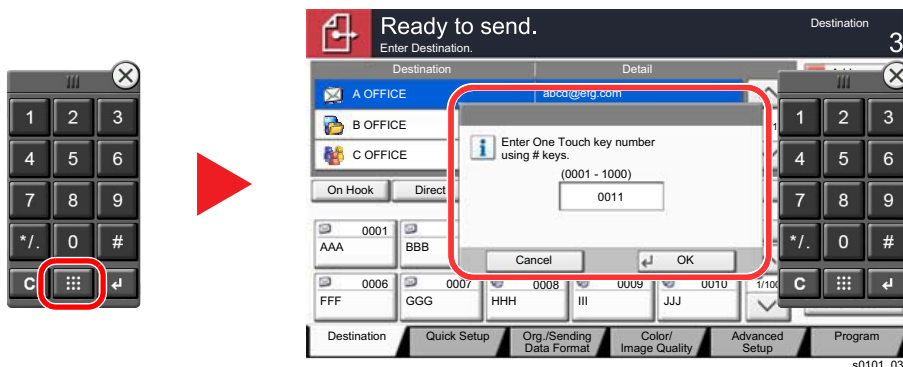 1 2 3
4 5 6
7 8 9
*/. 0 #
C
Ready to send.
Enter Destination.
Destination
3
Destination Detail
A OFFICE abcd@efg.com
B OFFICE
C OFFICE
On Hook Direct
Enter One Touch key number
using # keys.
(0001 - 1000)
0011
Cancel OK
0001
AAA BBB
0006 0007 0008 0009 0010 1/100
FFF GGG HHH III JJJ
1 2 3
4 5 6
7 8 9
*/. 0 #
C
Destination Quick Setup Org./Sending
Data Format Color/
Image Quality Advanced
Setup Program
s0101_03